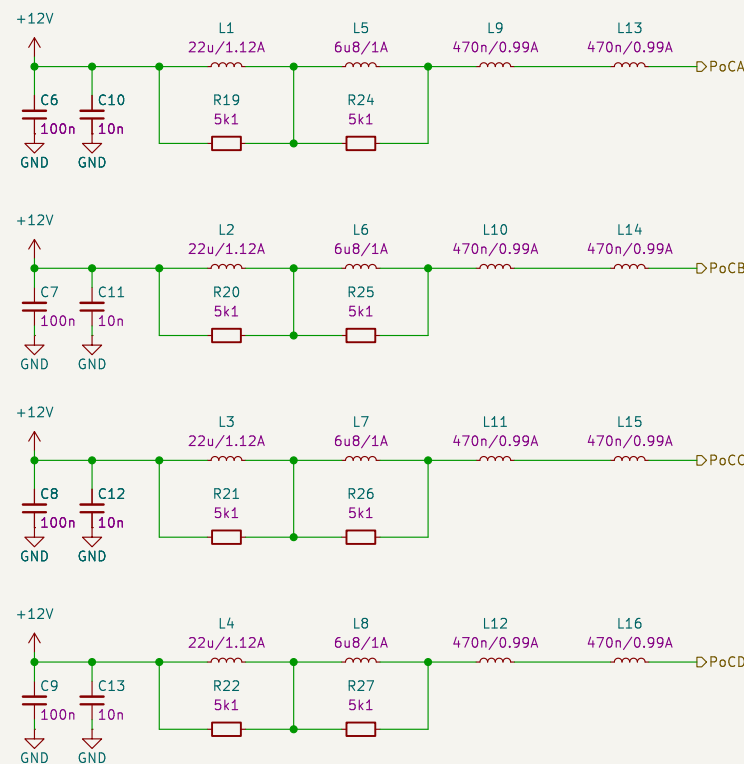 +12V
L1 L5 L9 L13
22u/1.12A 6u8/1A 470n/0.99A 470n/0.99A
PoCA
C6 C10 R19 R24
100n 10n 5k1 5k1
GND GND
+12V
L2 L6 L10 L14
22u/1.12A 6u8/1A 470n/0.99A 470n/0.99A
PoCB
C7 C11 R20 R25
100n 10n 5k1 5k1
GND GND
+12V
L3 L7 L11 L15
22u/1.12A 6u8/1A 470n/0.99A 470n/0.99A
PoCC
C8 C12 R21 R26
100n 10n 5k1 5k1
GND GND
+12V
L4 L8 L12 L16
22u/1.12A 6u8/1A 470n/0.99A 470n/0.99A
PoCD
C9 C13 R22 R27
100n 10n 5k1 5k1
GND GND